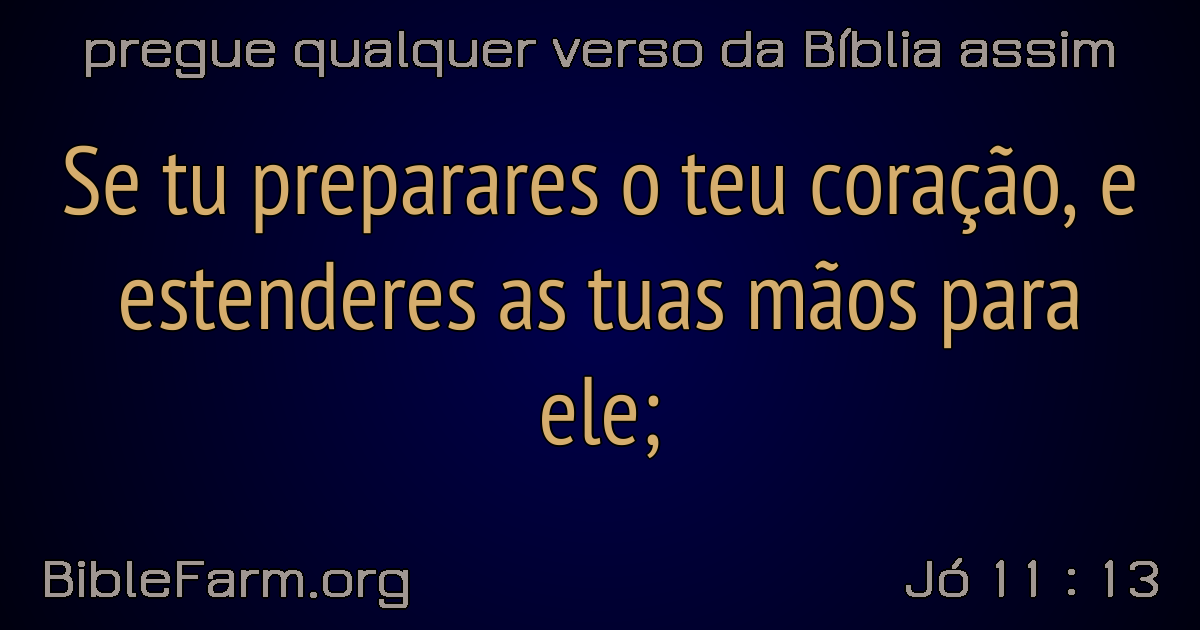 pregue qualquer verso da Bíblia assim
Se tu preparares o teu coração, e
estenderes as tuas mãos para
ele;
BibleFarm.org
Jó 11 : 13